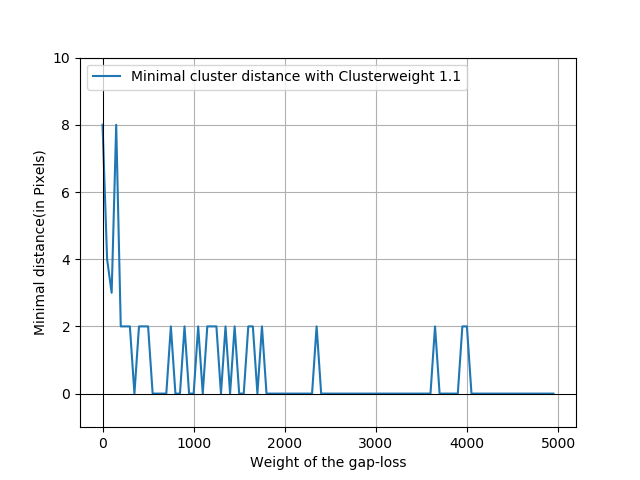 Minimal cluster distance with Clusterweight 1.1
10
8
6
4
2
0
Minimal distance(in Pixels)
0 1000 2000 3000 4000 5000
Weight of the gap-loss